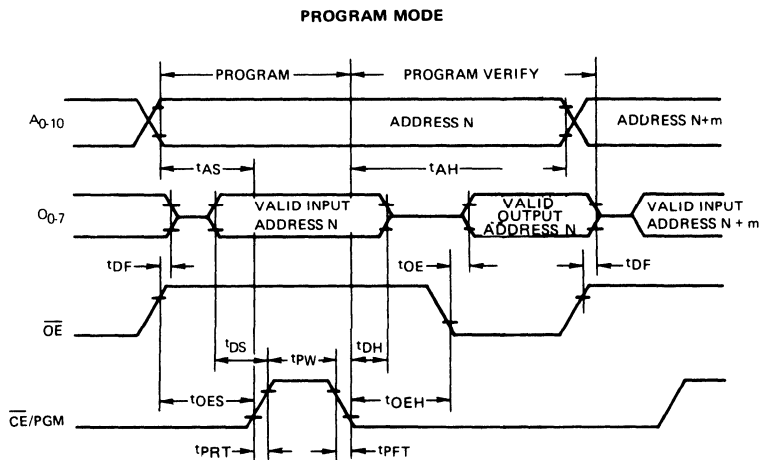 PROGRAM MODE
PROGRAM
PROGRAM VERIFY
A0-10
ADDRESS N
ADDRESS N+m
tAS
tAH
O0-7
VALID INPUT
ADDRESS N
VALID
OUTPUT
ADDRESS N
VALID INPUT
ADDRESS N + m
tDF
tOE
tDF
OE
tDS
tPW
tDH
tOES
tOEH
CE/PGM
tPRT
tPFT